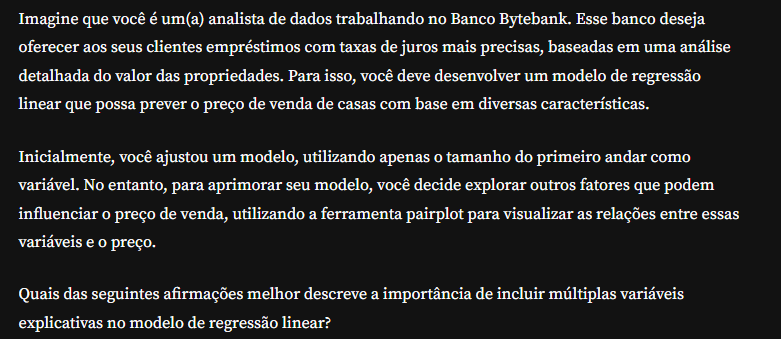 Imagine que você é um(a) analista de dados trabalhando no Banco Bytebank. Esse banco deseja
oferecer aos seus clientes empréstimos com taxas de juros mais precisas, baseadas em uma análise
detalhada do valor das propriedades. Para isso, você deve desenvolver um modelo de regressão
linear que possa prever o preço de venda de casas com base em diversas características.
Inicialmente, você ajustou um modelo, utilizando apenas o tamanho do primeiro andar como
variável. No entanto, para aprimorar seu modelo, você decide explorar outros fatores que podem
influenciar o preço de venda, utilizando a ferramenta pairplot para visualizar as relações entre essas
variáveis e o preço.
Quais das seguintes afirmações melhor descreve a importância de incluir múltiplas variáveis
explicativas no modelo de regressão linear?